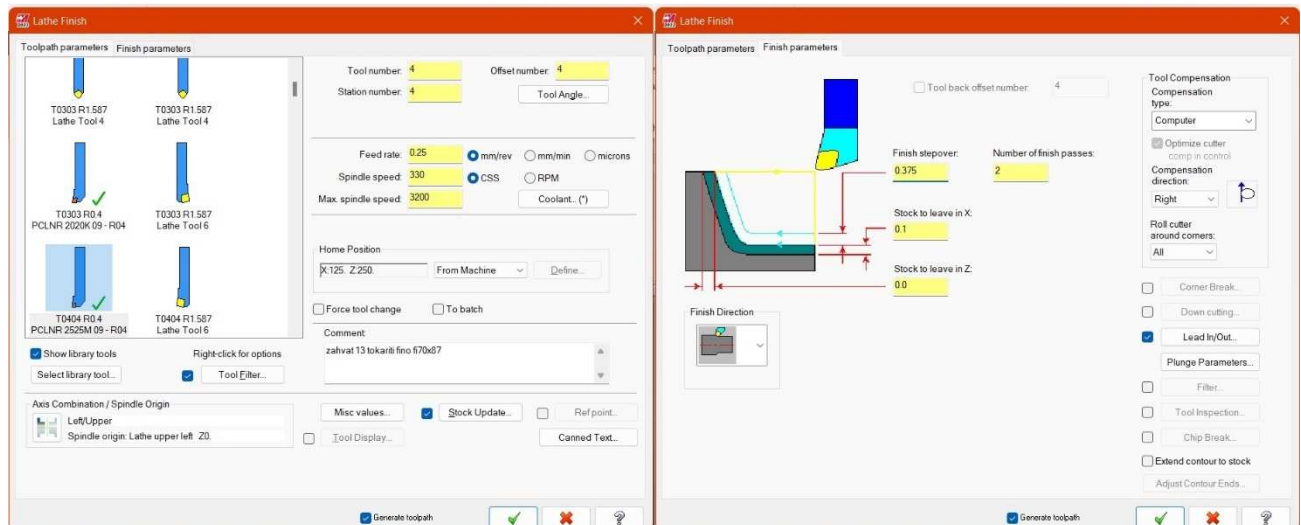 Lathe Finish
Toolpath parameters Finish parameters
T0303 R1.587
Lathe Tool 4
T0303 R1.587
Lathe Tool 4
T0303 R0.4
PCLNR 2020K 09 - R04
T0303 R1.587
Lathe Tool 6
T0404 R0.4
PCLNR 2525M 09 - R04
T0404 R1.587
Lathe Tool 6
Show library tools
Right-click for options
Select library tool...
Tool Filter...
Tool number: 4
Offset number: 4
Station number: 4
Tool Angle...
Feed rate: 0.25 mm/rev mm/min microns
Spindle speed: 330 CSS RPM
Max. spindle speed: 3200 Coolant.. (*)
Home Position
X:125. Z:250. From Machine Define...
Force tool change To batch
Comment
zahvat 13 tokariti fino fi70x87
Axis Combination / Spindle Origin
Left/Upper
Spindle origin: Lathe upper left Z0.
Misc values... Stock Update... Ref point...
Tool Display... Canned Text...
Generate toolpath
Lathe Finish
Toolpath parameters Finish parameters
Tool back offset number: 4
Finish stepover: 0.375
Number of finish passes: 2
Stock to leave in X:
0.1
Stock to leave in Z:
0.0
Finish Direction
Tool Compensation
Compensation
type:
Computer
Optimize cutter
comp in control
Compensation
direction:
Right
Roll cutter
around corners:
All
Corner Break...
Down cutting...
Lead In/Out...
Plunge Parameters...
Filter...
Tool Inspection...
Chip Break...
Extend contour to stock
Adjust Contour Ends...
Generate toolpath